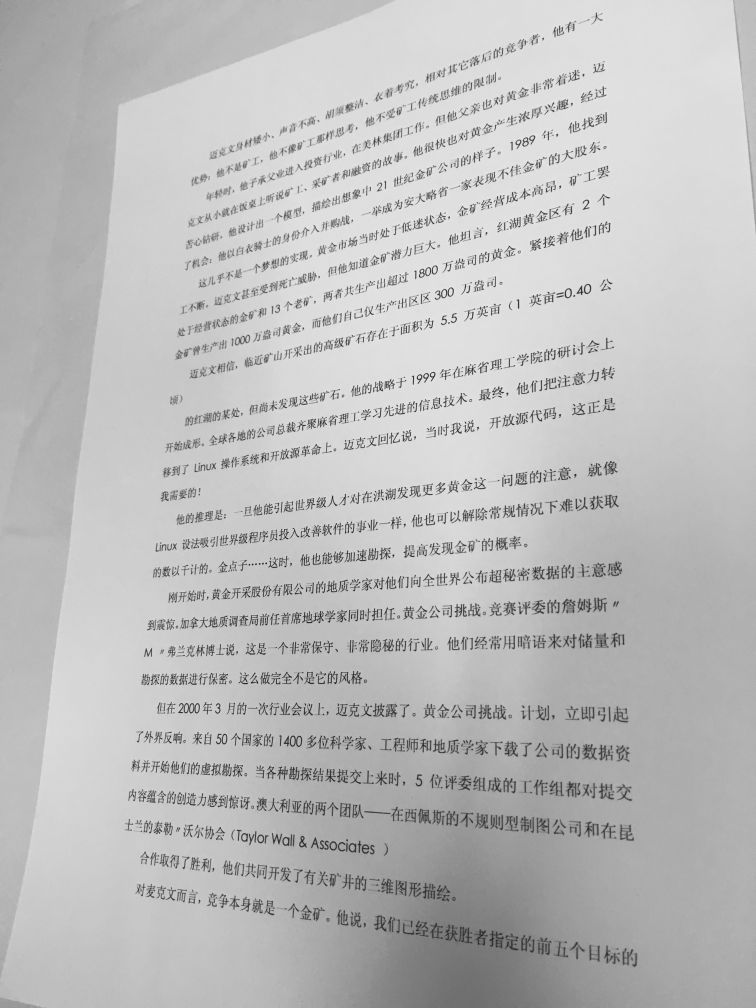 迈克文身材矮小、声音不高、胡须整洁、衣着考究，相对其它落后的竞争者，他有一大
优势：他不是矿工，他不像矿工那样思考，他不受矿工传统思维的限制。
年轻时，他子承父业进入投资行业，在美林集团工作。但他父亲也对黄金非常着迷，迈
克文从小就在饭桌上听说矿工、采矿者和融资的故事。他很快也对黄金产生浓厚兴趣，经过
苦心钻研，他设计出一个模型，描绘出想象中 21 世纪金矿公司的样子。1989 年，他找到
了机会：他以白衣骑士的身份介入并购战，一举成为安大略省一家表现不佳金矿的大股东。
这几乎不是一个梦想的实现。黄金市场当时处于低迷状态，金矿经营成本高昂，矿工罢
工不断。迈克文甚至受到死亡威胁，但他知道金矿潜力巨大。他坦言，红湖黄金区有 2 个
处于经营状态的金矿和 13 个老矿，两者共生产出超过 1800 万盎司的黄金。紧接着他们的
金矿曾生产出 1000 万盎司黄金，而他们自己仅生产出区区 300 万盎司。
迈克文相信，临近矿山开采出的高级矿石存在于面积为 5.5 万英亩（1 英亩=0.40 公
顷）
的红湖的某处，但尚未发现这些矿石。他的战略于 1999 年在麻省理工学院的研讨会上
开始成形。全球各地的公司总裁齐聚麻省理工学习先进的信息技术。最终，他们把注意力转
移到了 Linux 操作系统和开放源革命上。迈克文回忆说，当时我说，开放源代码，这正是
我需要的！
他的推理是：一旦他能引起世界级人才对在洪湖发现更多黄金这一问题的注意，就像
Linux 设法吸引世界级程序员投入改善软件的事业一样，他也可以解除常规情况下难以获取
的数以千计的。金点子……这时，他也能够加速勘探，提高发现金矿的概率。
刚开始时，黄金开采股份有限公司的地质学家对他们向全世界公布超秘密数据的主意感
到震惊。加拿大地质调查局前任首席地球学家同时担任。黄金公司挑战。竞赛评委的詹姆斯〃
M 〃弗兰克林博士说，这是一个非常保守、非常隐秘的行业。他们经常用暗语来对储量和
勘探的数据进行保密。这么做完全不是它的风格。
但在 2000 年 3 月的一次行业会议上，迈克文披露了。黄金公司挑战。计划，立即引起
了外界反响。来自 50 个国家的 1400 多位科学家、工程师和地质学家下载了公司的数据资
料并开始他们的虚拟勘探。当各种勘探结果提交上来时，5 位评委组成的工作组都对提交
内容蕴含的创造力感到惊讶。澳大利亚的两个团队——在西佩斯的不规则型制图公司和在昆
士兰的泰勒〃沃尔协会（Taylor Wall & Associates ）
合作取得了胜利，他们共同开发了有关矿井的三维图形描绘。
对麦克文而言，竞争本身就是一个金矿。他说，我们已经在获胜者指定的前五个目标的